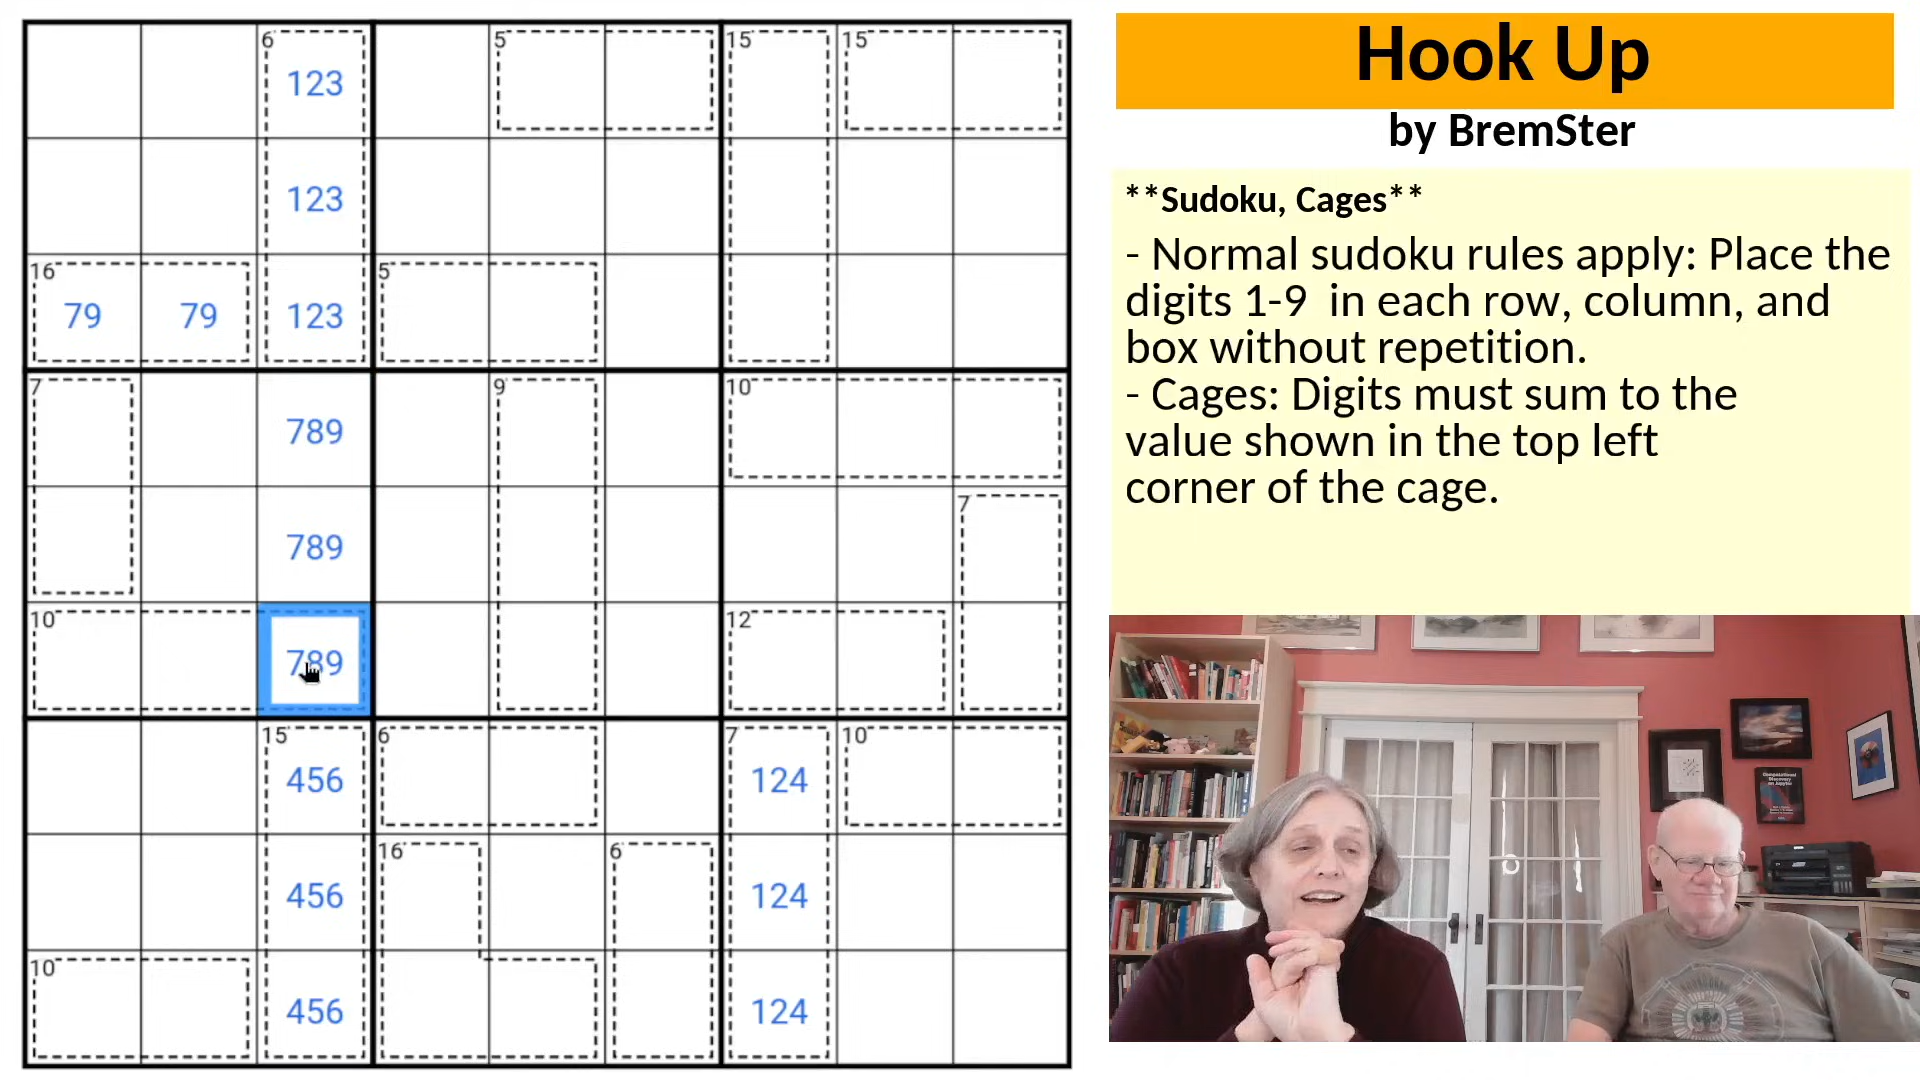 Hook Up
by BremSter
**Sudoku, Cages**
- Normal sudoku rules apply: Place the
digits 1-9 in each row, column, and
box without repetition.
- Cages: Digits must sum to the
value shown in the top left
corner of the cage.
6 5 15 15
123
123
16 5
79 79 123
7 9 10
789
7
789
10 12
789
15 6 7 10
456 124
16 6
456 124
10
456 124